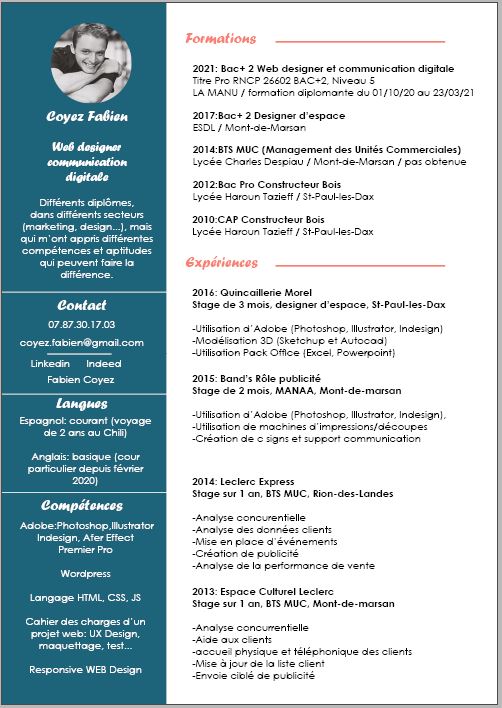 Coyez Fabien
Web designer
communication
digitale
Différents diplômes,
dans différents secteurs
(marketing, design...), mais
qui m'ont appris différentes
compétences et aptitudes
qui peuvent faire la
différence.
Contact
07.87.30.17.03
coyez.fabien@gmail.com
Linkedin Indeed
Fabien Coyez
Langues
Espagnol: courant (voyage
de 2 ans au Chili)
Anglais: basique (cour
particulier depuis février
2020)
Compétences
Adobe:Photoshop,Illustrator
Indesign, Afer Effect
Premier Pro
Wordpress
Langage HTML, CSS, JS
Cahier des charges d'un
projet web: UX Design,
maquettage, test...
Responsive WEB Design
Formations
2021: Bac+ 2 Web designer et communication digitale
Titre Pro RNCP 26602 BAC+2, Niveau 5
LA MANU / formation diplomante du 01/10/20 au 23/03/21
2017:Bac+ 2 Designer d'espace
ESDL / Mont-de-Marsan
2014:BTS MUC (Management des Unités Commerciales)
Lycée Charles Despiau / Mont-de-Marsan / pas obtenue
2012:Bac Pro Constructeur Bois
Lycée Haroun Tazieff / St-Paul-les-Dax
2010:CAP Constructeur Bois
Lycée Haroun Tazieff / St-Paul-les-Dax
Expériences
2016: Quincaillerie Morel
Stage de 3 mois, designer d'espace, St-Paul-les-Dax
-Utilisation d'Adobe (Photoshop, Illustrator, Indesign)
-Modélisation 3D (Sketchup et Autocad)
-Utilisation Pack Office (Excel, Powerpoint)
2015: Band's Rôle publicité
Stage de 2 mois, MANAA, Mont-de-marsan
-Utilisation d'Adobe (Photoshop, Illustrator, Indesign),
-Utilisation de machines d'impressions/découpes
-Création de c signs et support communication
2014: Leclerc Express
Stage sur 1 an, BTS MUC, Rion-des-Landes
-Analyse concurentielle
-Analyse des données clients
-Mise en place d'événements
-Création de publicité
-Analyse de la performance de vente
2013: Espace Culturel Leclerc
Stage sur 1 an, BTS MUC, Mont-de-marsan
-Analyse concurrentielle
-Aide aux clients
-accueil physique et téléphonique des clients
-Mise à jour de la liste client
-Envoie ciblé de publicité